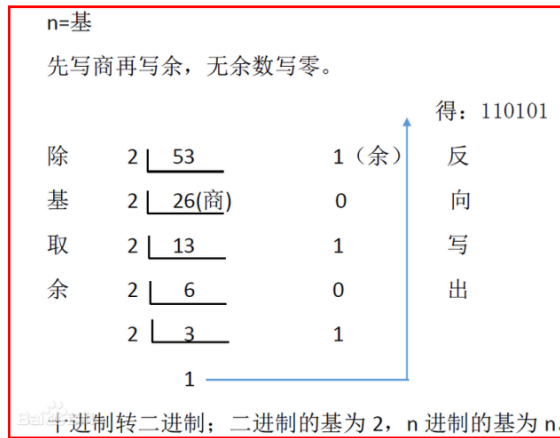 n=基
先写商再写余，无余数写零。
得：110101
除 2 53 1（余） 反
基 2 26(商) 0 向
取 2 13 1 写
余 2 6 0 出
2 3 1
1
十进制转二进制；二进制的基为 2，n 进制的基为 n